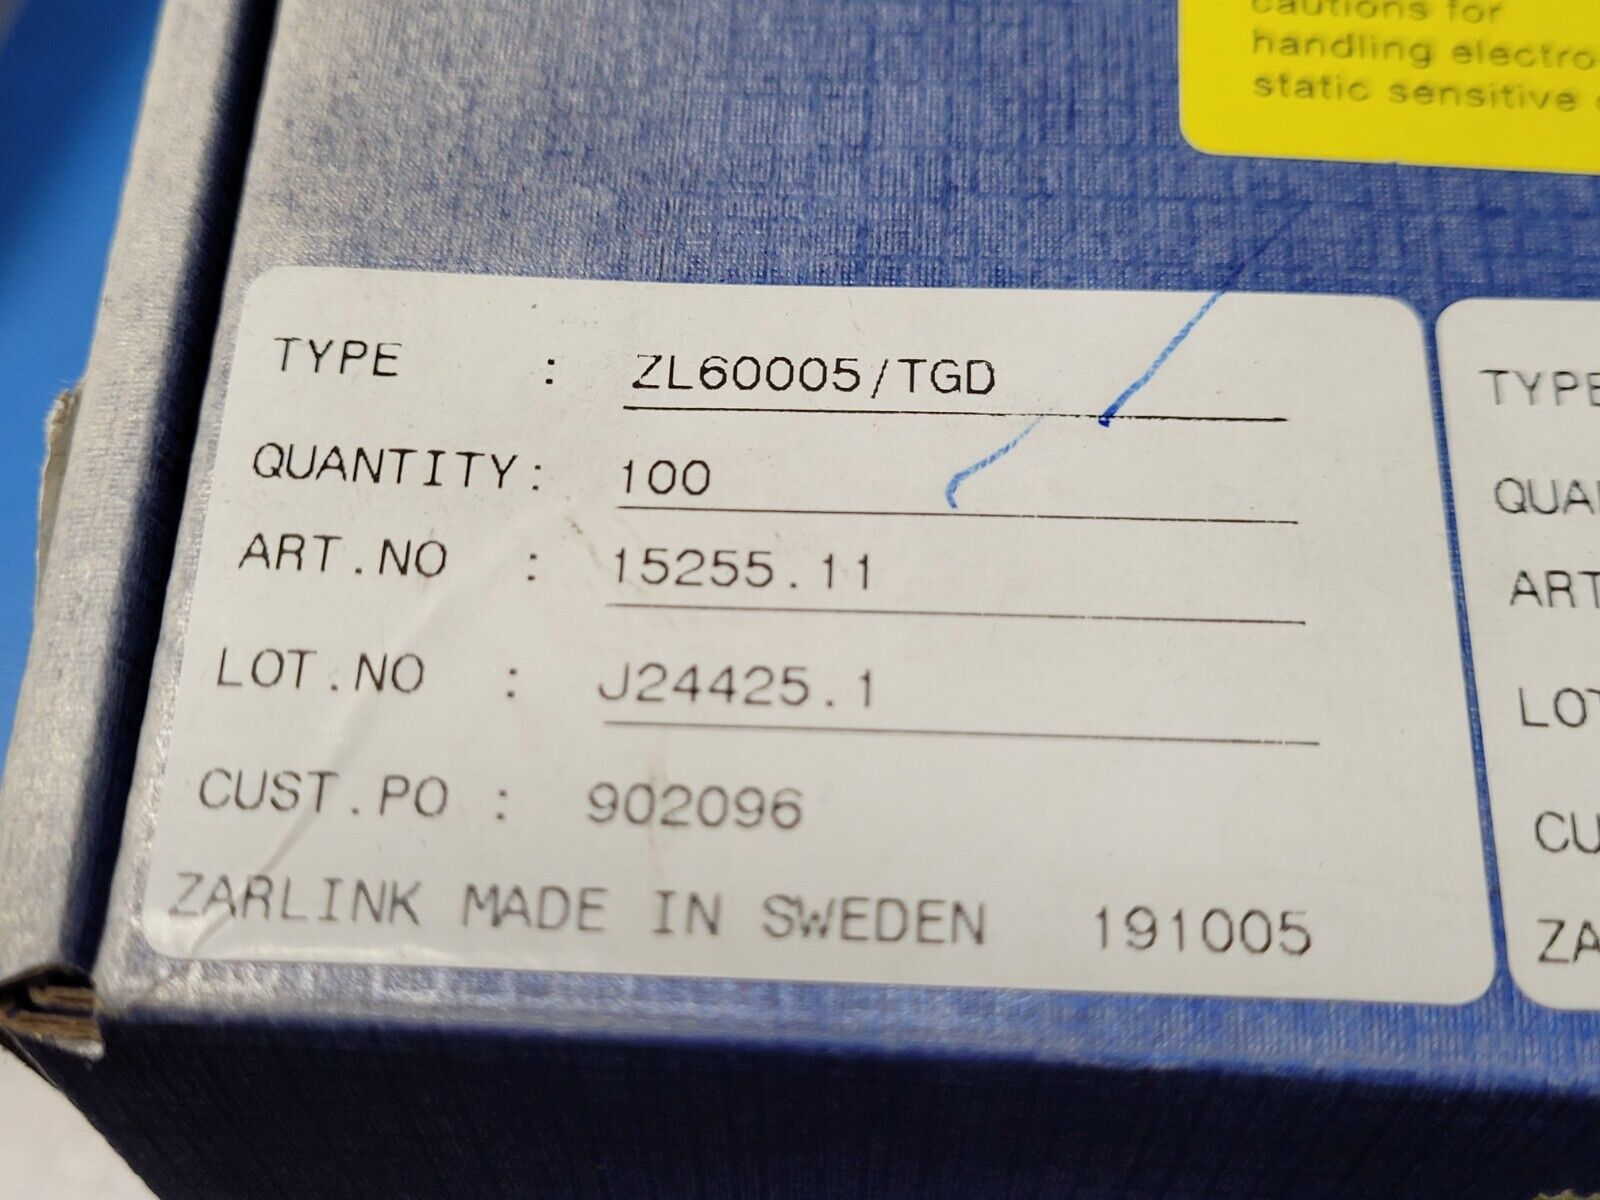 cautions for
handling electro-
static sensitive
TYPE : ZL60005/TGD
QUANTITY: 100
ART.NO : 15255.11
LOT.NO : J24425.1
CUST.PO : 902096
ZARLINK MADE IN SWEDEN 191005
TYPE
QUA
ART
LOT
CU
ZA